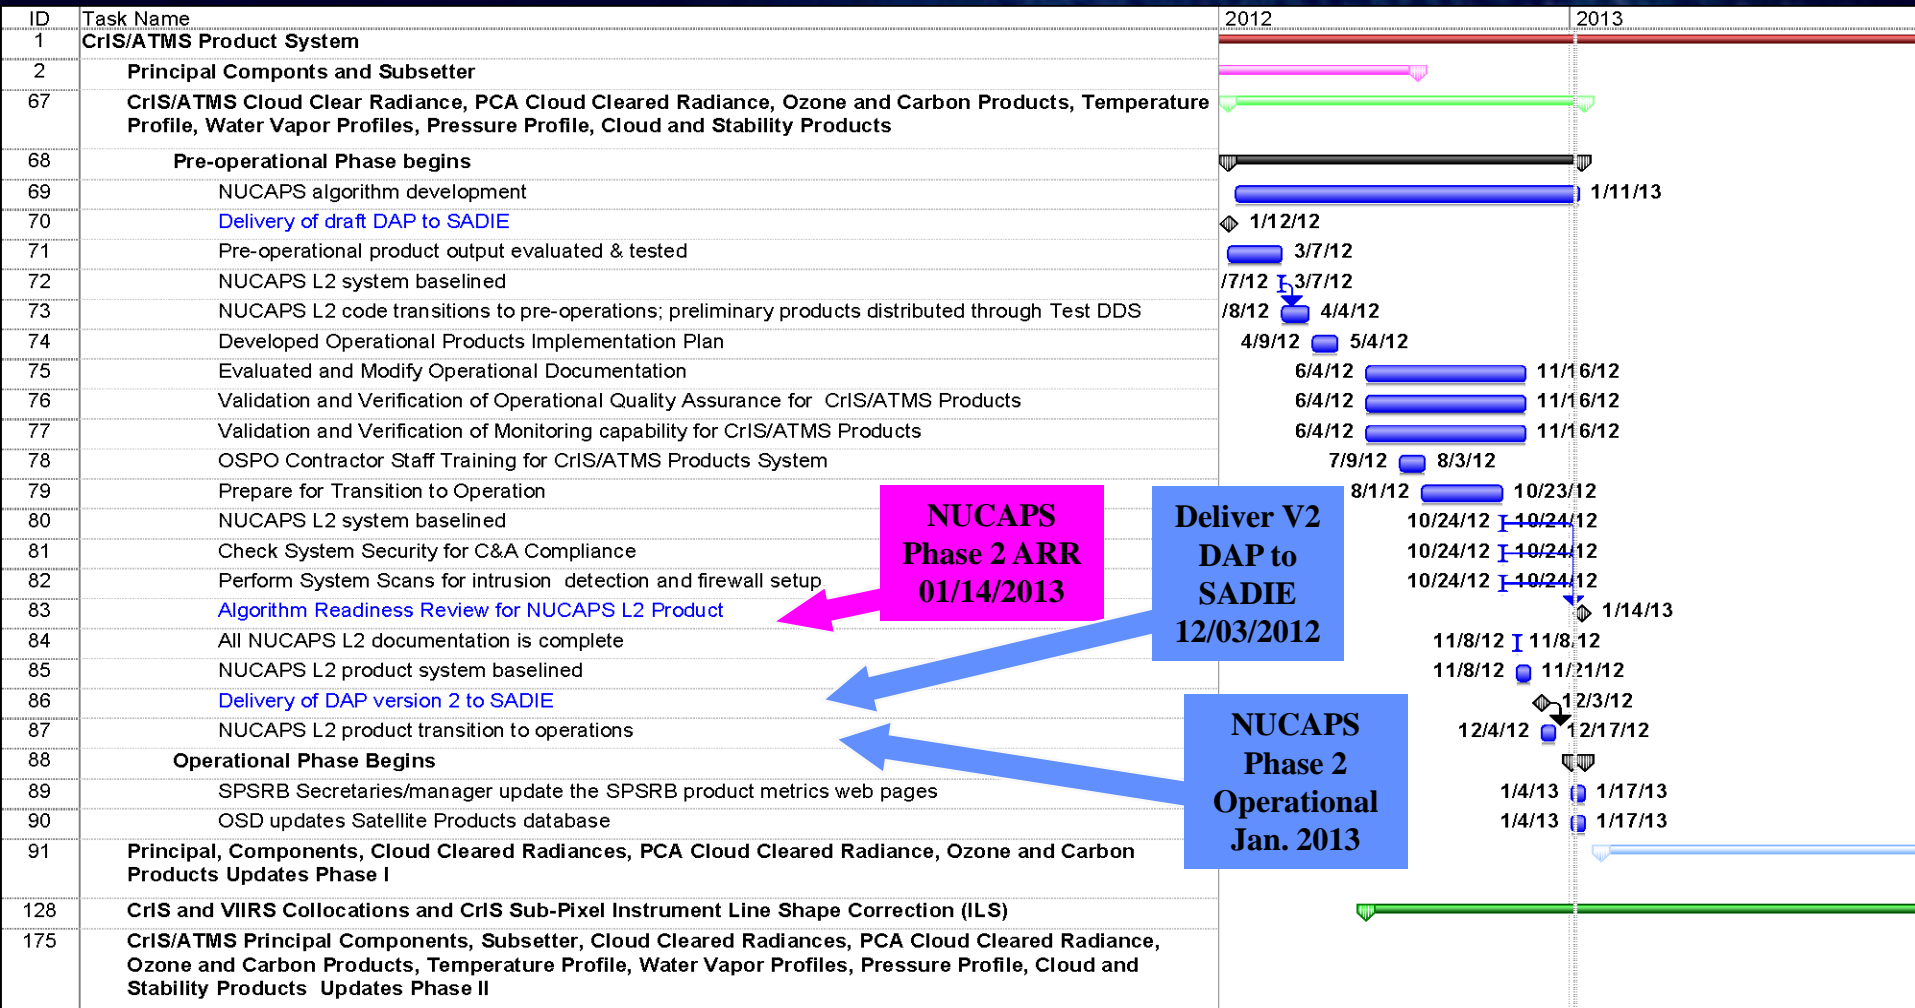 ID Task Name 2012 2013
1 CrIS/ATMS Product System
2 Principal Componts and Subsetter
67 CrIS/ATMS Cloud Clear Radiance, PCA Cloud Cleared Radiance, Ozone and Carbon Products, Temperature
Profile, Water Vapor Profiles, Pressure Profile, Cloud and Stability Products
68 Pre-operational Phase begins
69 NUCAPS algorithm development 1/11/13
70 Delivery of draft DAP to SADIE 1/12/12
71 Pre-operational product output evaluated & tested 3/7/12
72 NUCAPS L2 system baselined /7/12 3/7/12
73 NUCAPS L2 code transitions to pre-operations; preliminary products distributed through Test DDS /8/12 4/4/12
74 Developed Operational Products Implementation Plan 4/9/12 5/4/12
75 Evaluated and Modify Operational Documentation 6/4/12 11/16/12
76 Validation and Verification of Operational Quality Assurance for CrIS/ATMS Products 6/4/12 11/16/12
77 Validation and Verification of Monitoring capability for CrIS/ATMS Products 6/4/12 11/16/12
78 OSPO Contractor Staff Training for CrIS/ATMS Products System 7/9/12 8/3/12
79 Prepare for Transition to Operation 8/1/12 10/23/12
80 NUCAPS L2 system baselined 10/24/12 10/24/12
81 Check System Security for C&A Compliance 10/24/12 10/24/12
82 Perform System Scans for intrusion detection and firewall setup 10/24/12 10/24/12
83 Algorithm Readiness Review for NUCAPS L2 Product 1/14/13
84 All NUCAPS L2 documentation is complete 11/8/12 11/8/12
85 NUCAPS L2 product system baselined 11/8/12 11/21/12
86 Delivery of DAP version 2 to SADIE 12/3/12
87 NUCAPS L2 product transition to operations 12/4/12 12/17/12
88 Operational Phase Begins
89 SPSRB Secretaries/manager update the SPSRB product metrics web pages 1/4/13 1/17/13
90 OSD updates Satellite Products database 1/4/13 1/17/13
91 Principal, Components, Cloud Cleared Radiances, PCA Cloud Cleared Radiance, Ozone and Carbon
Products Updates Phase I
128 CrIS and VIIRS Collocations and CrIS Sub-Pixel Instrument Line Shape Correction (ILS)
175 CrIS/ATMS Principal Components, Subsetter, Cloud Cleared Radiances, PCA Cloud Cleared Radiance,
Ozone and Carbon Products, Temperature Profile, Water Vapor Profiles, Pressure Profile, Cloud and
Stability Products Updates Phase II
NUCAPS
Phase 2 ARR
01/14/2013
Deliver V2
DAP to
SADIE
12/03/2012
NUCAPS
Phase 2
Operational
Jan. 2013